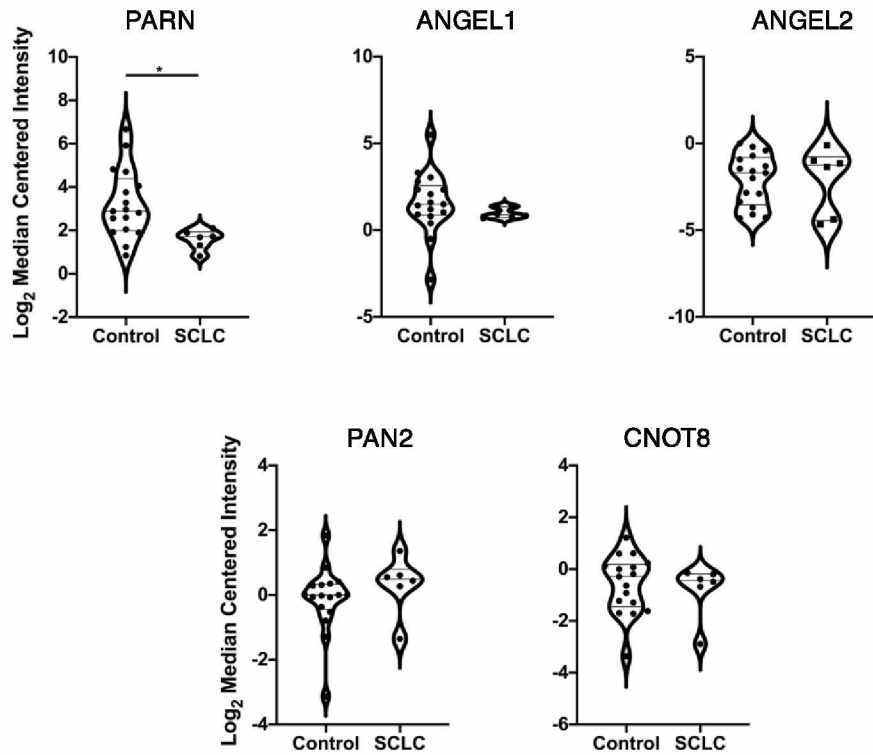 PARN
ANGEL1
ANGEL2
Log₂ Median Centered Intensity
10
8
6
4
2
0
-2
*
Control SCLC
10
5
0
-5
Control SCLC
5
0
-5
-10
Control SCLC
PAN2
CNOT8
Log₂ Median Centered Intensity
4
2
0
-2
-4
Control SCLC
4
2
0
-2
-4
-6
Control SCLC